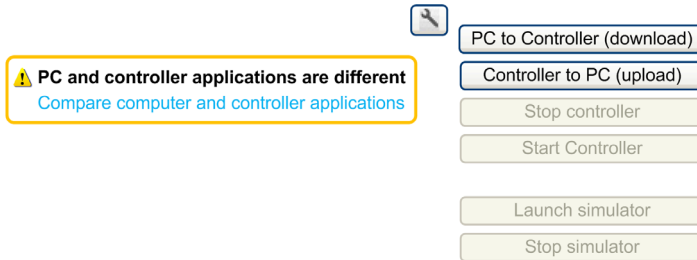 PC to Controller (download)
PC and controller applications are different
Controller to PC (upload)
Compare computer and controller applications
Stop controller
Start Controller
Launch simulator
Stop simulator